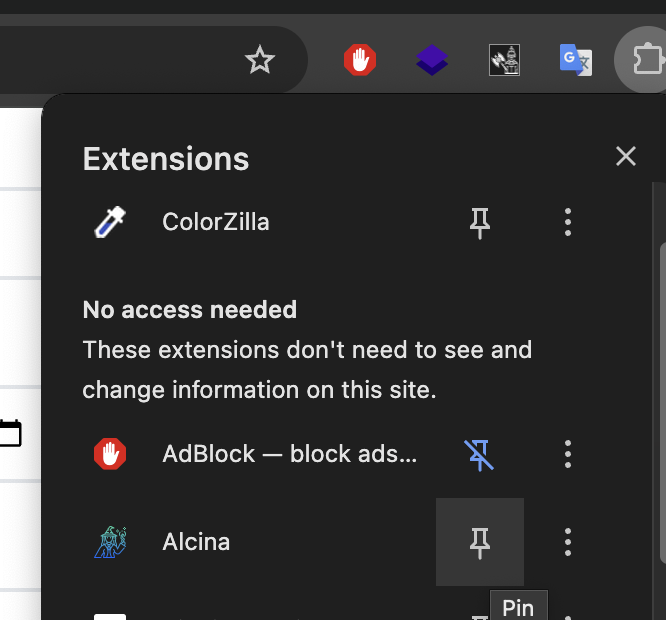 G
Extensions
ColorZilla
No access needed
These extensions don't need to see and
change information on this site.
AdBlock — block ads...
Alcina
Pin